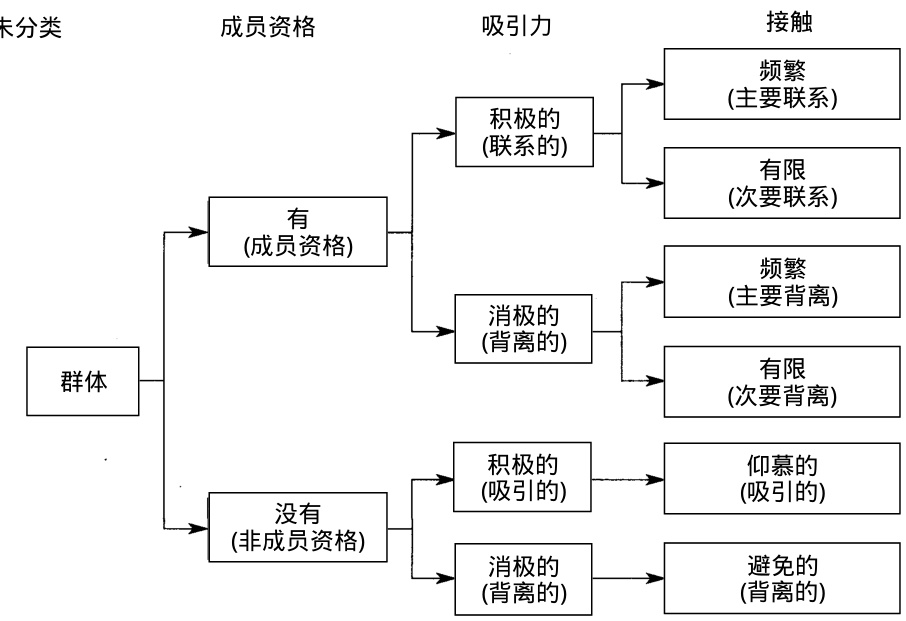 未分类
成员资格
吸引力
接触
频繁
(主要联系)
积极的
(联系的)
有限
(次要联系)
有
(成员资格)
频繁
(主要背离)
消极的
(背离的)
有限
(次要背离)
群体
积极的
(吸引的)
仰慕的
(吸引的)
没有
(非成员资格)
消极的
(背离的)
避免的
(背离的)